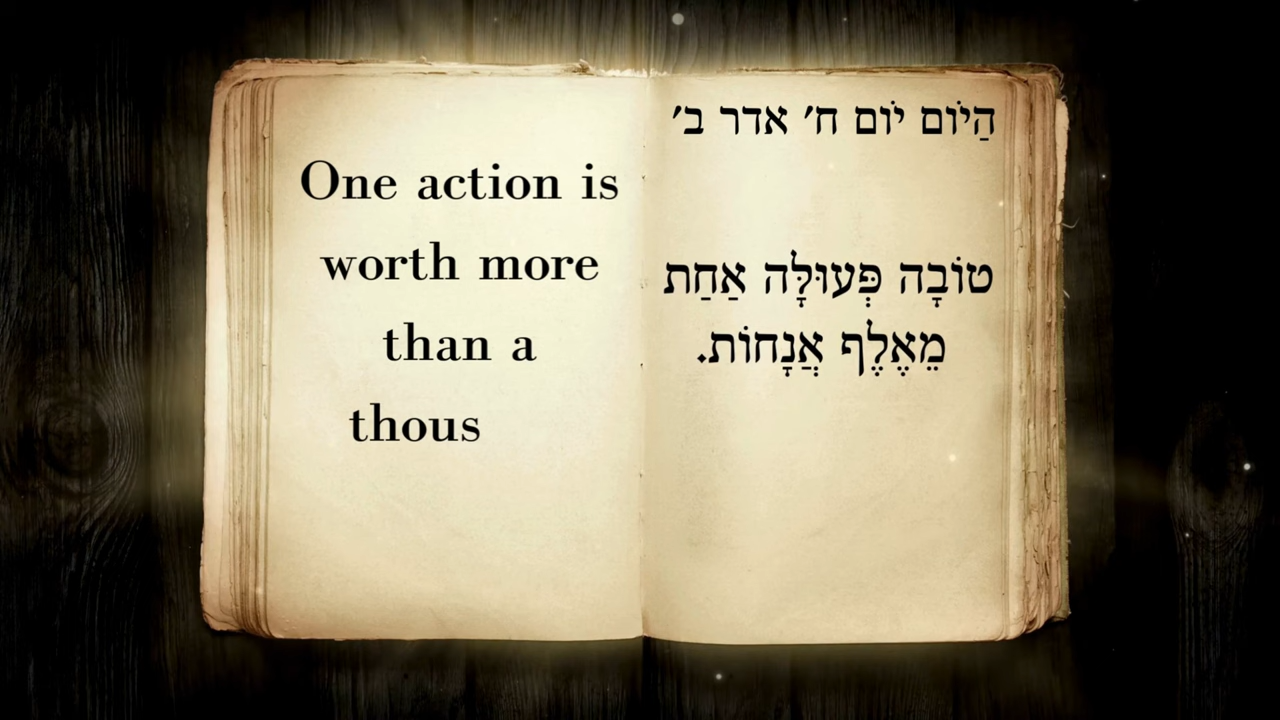 One action is
worth more
than a
thous
הַיּוֹם יוֹם ח׳ אדר ב׳
טוֹבָה פְּעוּלָּה אַחַת
מֵאֶלֶף אֲנָחוֹת.